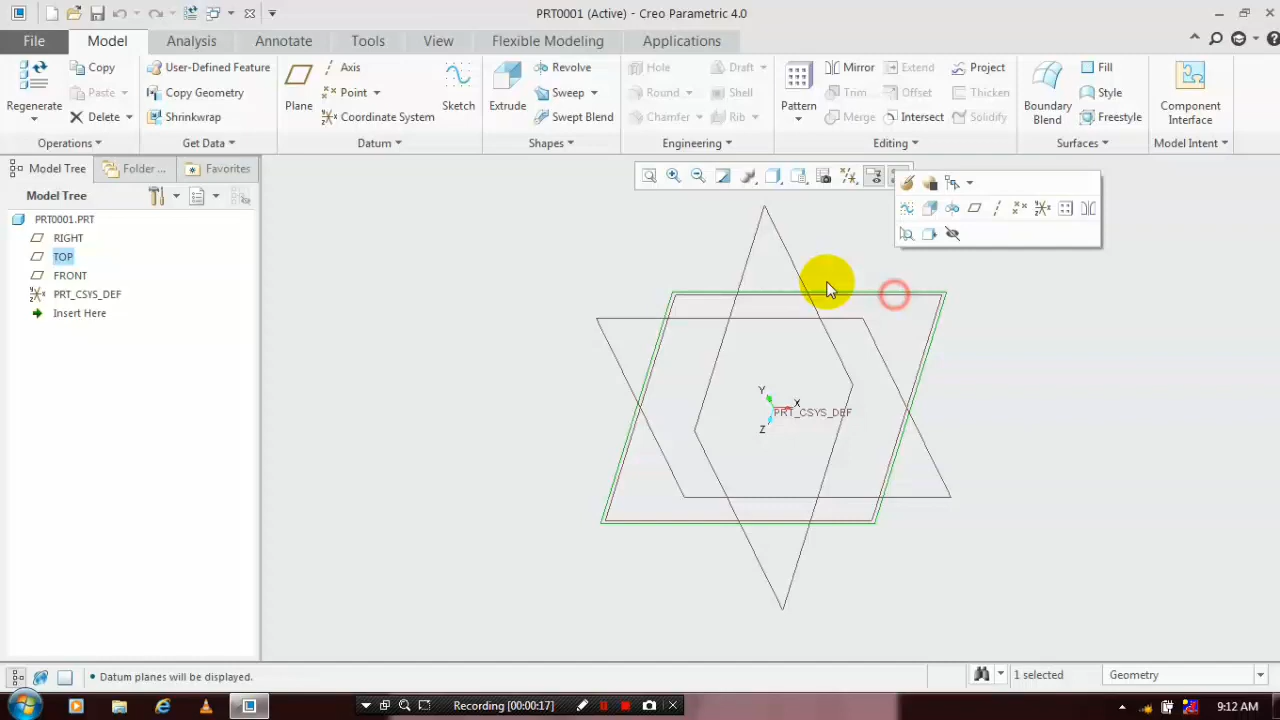 PRT0001 (Active) - Creo Parametric 4.0
File
Model
Analysis
Annotate
Tools
View
Flexible Modeling
Applications
Regenerate
Copy
Paste
Delete
User-Defined Feature
Copy Geometry
Shrinkwrap
Plane
Axis
Point
Coordinate System
Sketch
Extrude
Revolve
Sweep
Swept Blend
Hole
Round
Chamfer
Draft
Shell
Rib
Pattern
Mirror
Trim
Merge
Extend
Offset
Intersect
Project
Thicken
Solidify
Boundary
Blend
Fill
Style
Freestyle
Component
Interface
Operations
Get Data
Datum
Shapes
Engineering
Editing
Surfaces
Model Intent
Model Tree
Folder ...
Favorites
Model Tree
PRT0001.PRT
RIGHT
TOP
FRONT
PRT_CSYS_DEF
Insert Here
Y
X
PRT_CSYS_DEF
Z
• Datum planes will be displayed.
1 selected
Geometry
Recording [00:00:17]
9:12 AM